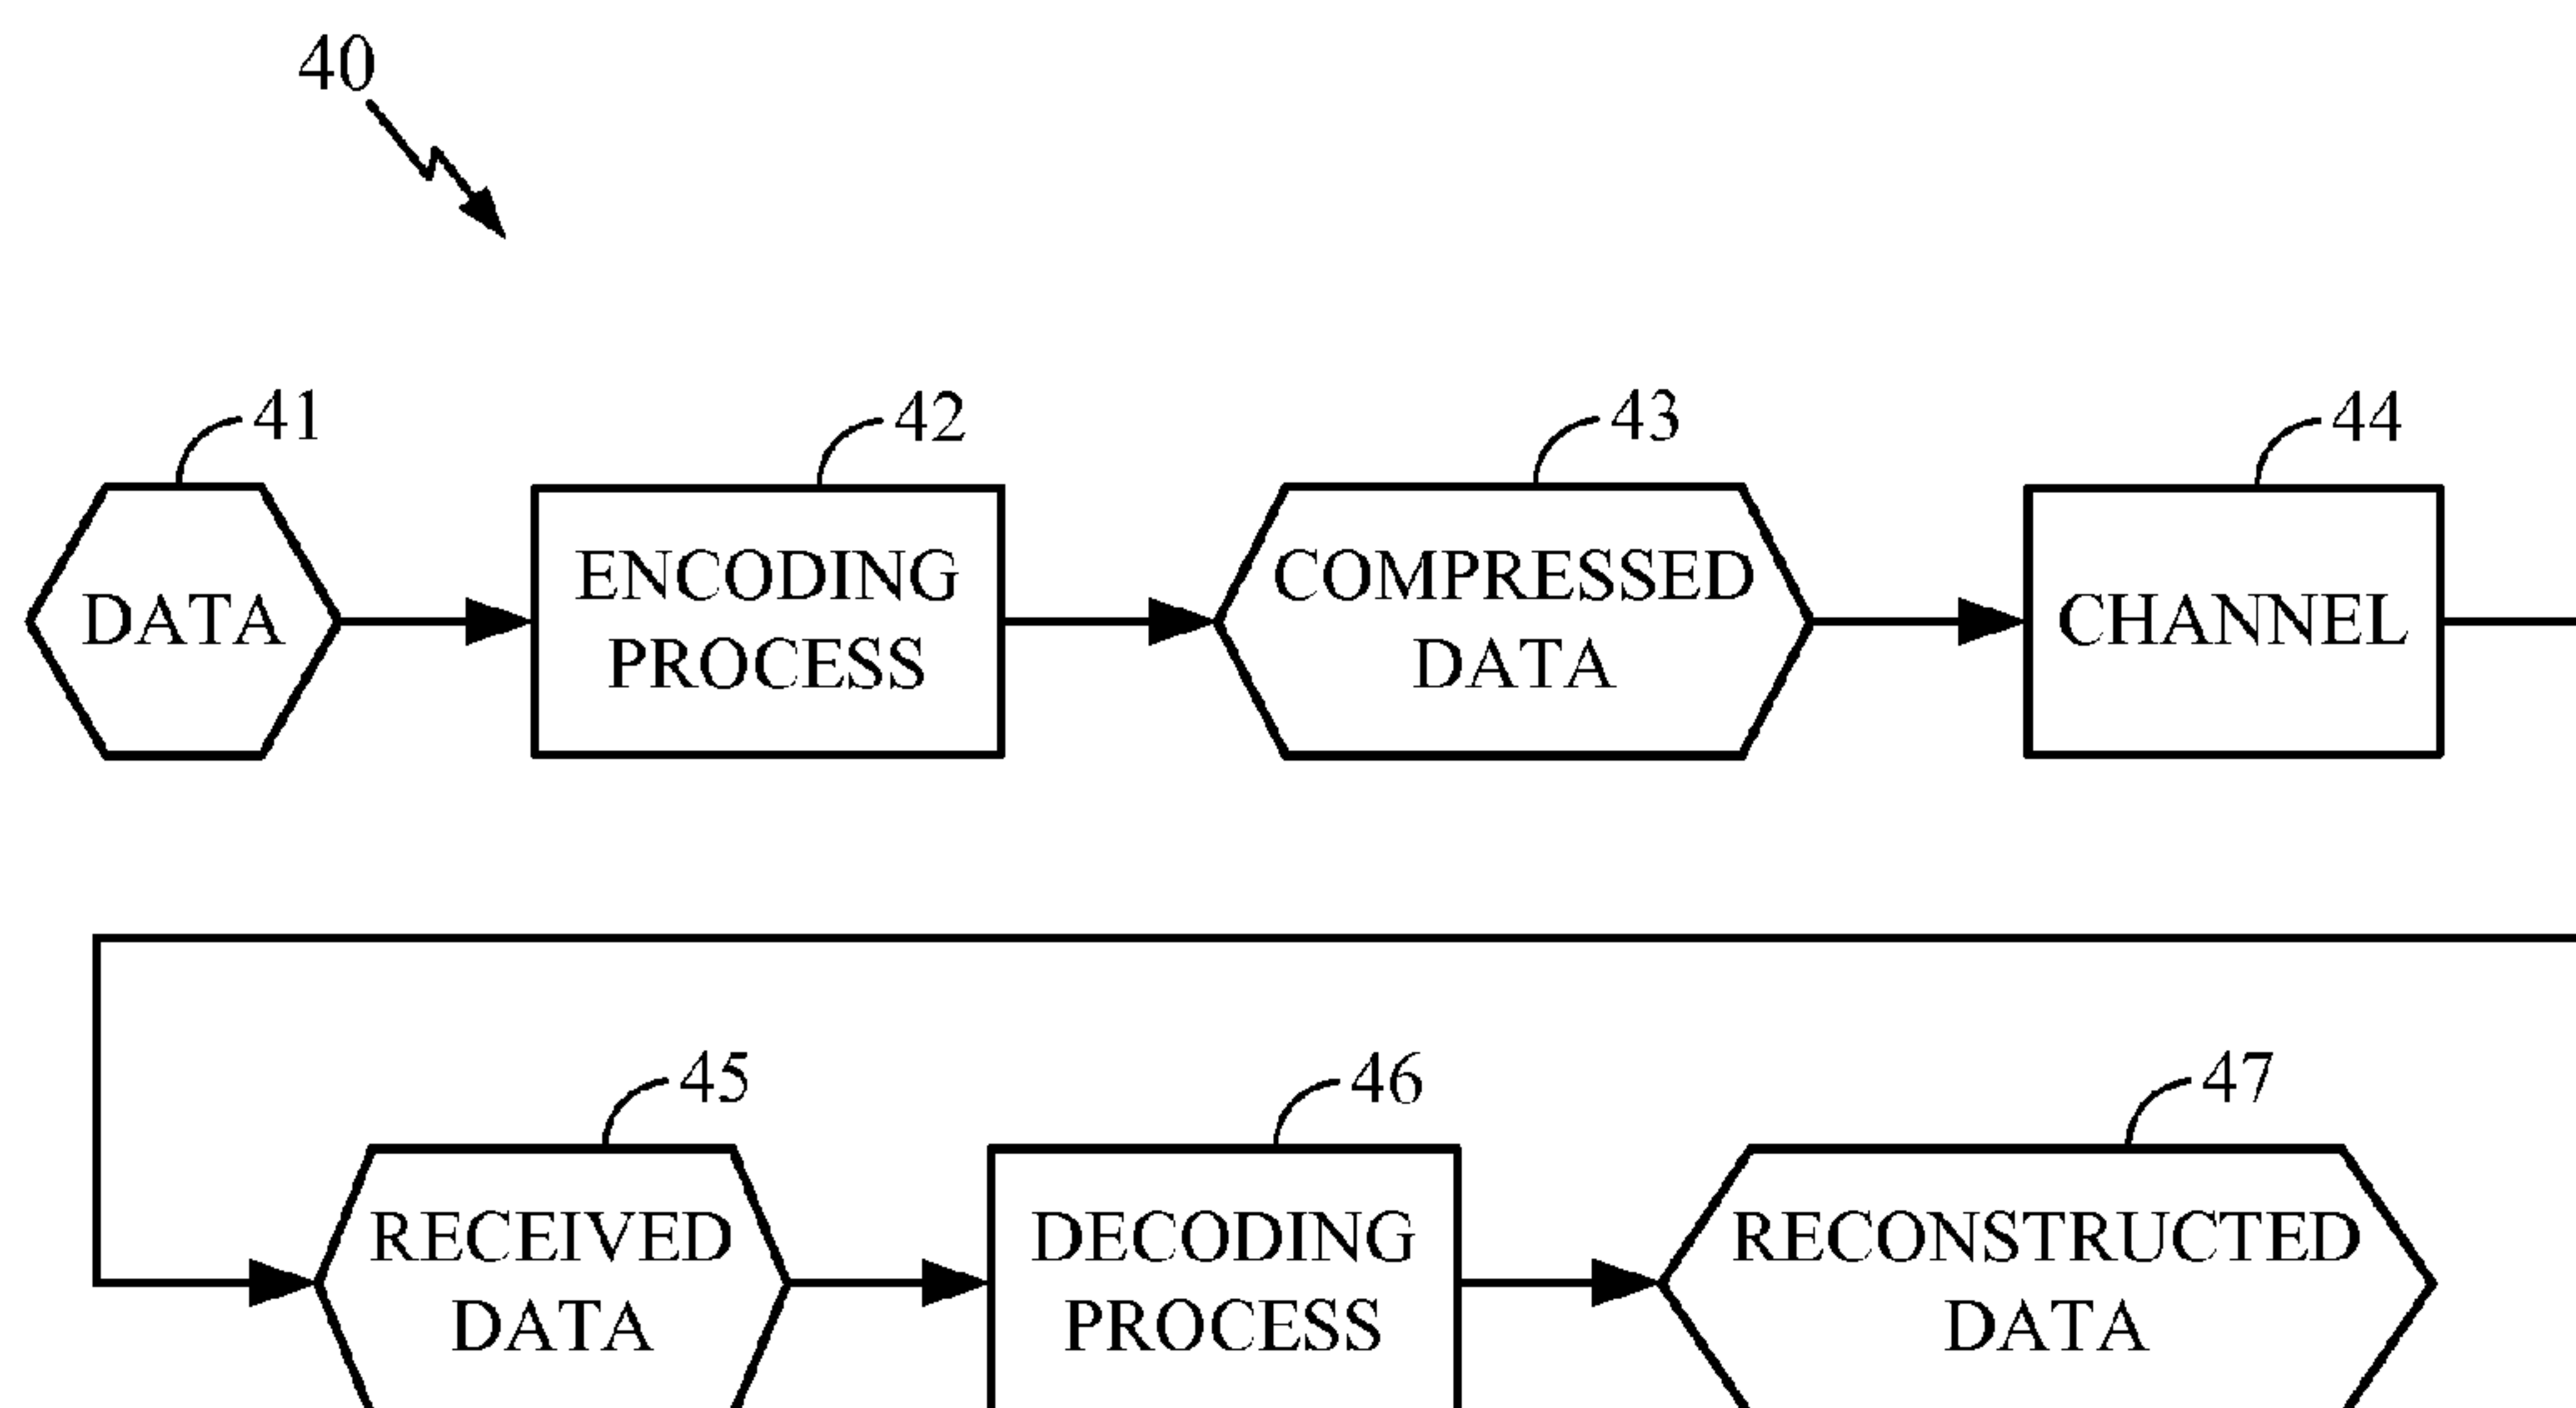 40
41
42
43
44
DATA
ENCODING
PROCESS
COMPRESSED
DATA
CHANNEL
45
46
47
RECEIVED
DATA
DECODING
PROCESS
RECONSTRUCTED
DATA